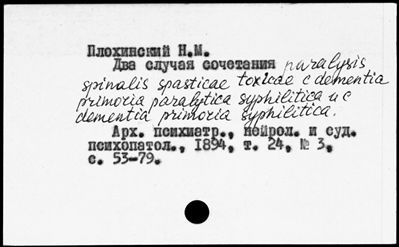 Плохинский Н.М.
Два случая сочетания paralysis
spinalis spasticae toxicae c dementia
primoria paralytica syphilitica и с
dementia primoria syphilitica.
Арх. психиатр., нейрол. и суд.
психопатол., 1894, т. 24, № 3,
с. 53-79.